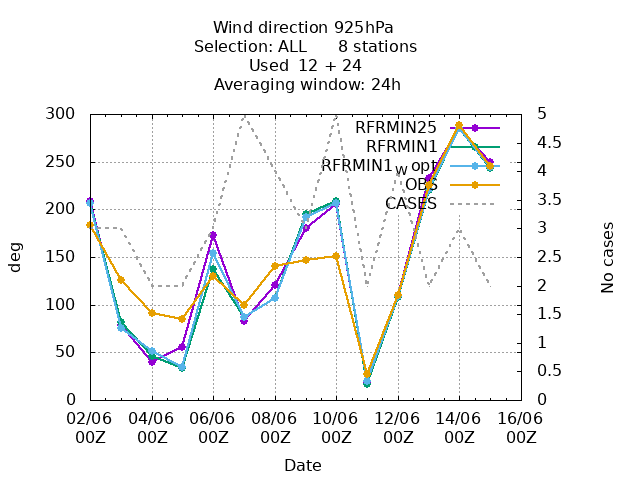 Wind direction 925hPa
Selection: ALL 8 stations
Used 12 + 24
Averaging window: 24h
300
250
200
150
100
50
0
deg
5
4.5
4
3.5
3
2.5
2
1.5
1
0.5
0
No cases
RFRMIN25
RFRMIN1
RFRMIN1w opt
OBS
CASES
02/06 04/06 06/06 08/06 10/06 12/06 14/06 16/06
00Z 00Z 00Z 00Z 00Z 00Z 00Z 00Z
Date